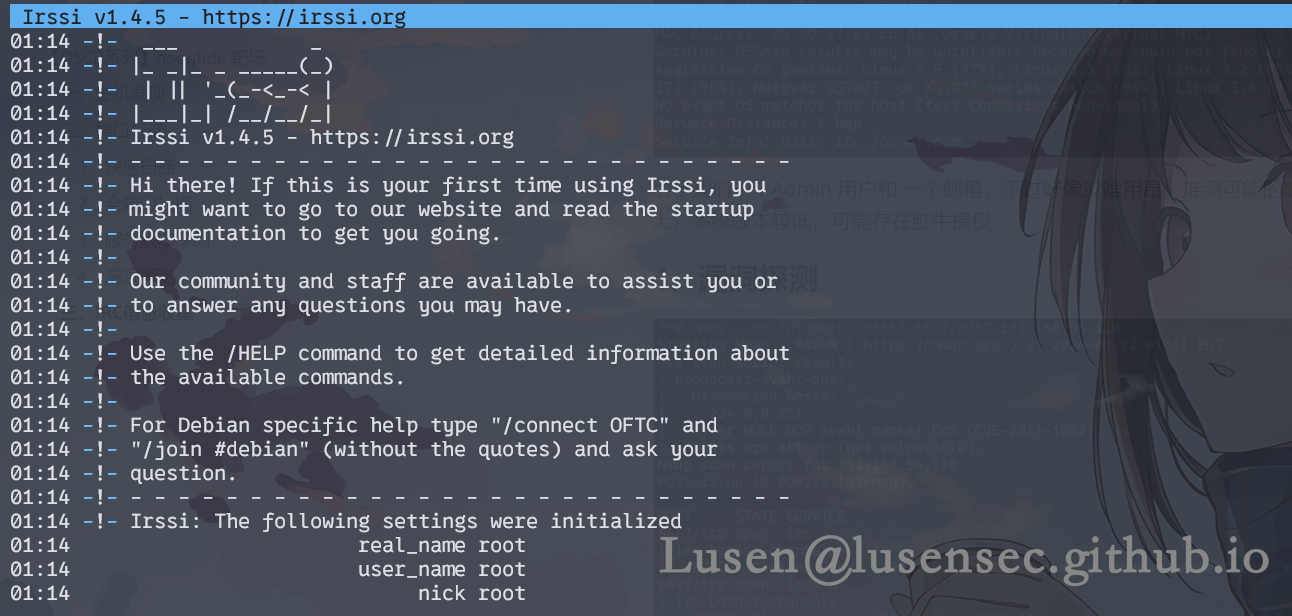 Irssi v1.4.5 - https://irssi.org
01:14 -!-  ___           _
01:14 -!- |_ _|_ _ _____(_)
01:14 -!-  | || '_(_-<_-< |
01:14 -!- |___|_| /__/__/_|
01:14 -!- Irssi v1.4.5 - https://irssi.org
01:14 -!- - - - - - - - - - - - - - - - - - - - - - - - - - - - -
01:14 -!- Hi there! If this is your first time using Irssi, you
01:14 -!- might want to go to our website and read the startup
01:14 -!- documentation to get you going.
01:14 -!-
01:14 -!- Our community and staff are available to assist you or
01:14 -!- to answer any questions you may have.
01:14 -!-
01:14 -!- Use the /HELP command to get detailed information about
01:14 -!- the available commands.
01:14 -!-
01:14 -!- For Debian specific help type "/connect OFTC" and
01:14 -!- "/join #debian" (without the quotes) and ask your
01:14 -!- question.
01:14 -!- - - - - - - - - - - - - - - - - - - - - - - - - - - - -
01:14 -!- Irssi: The following settings were initialized
01:14                        real_name root
01:14                        user_name root
01:14                             nick root
Lusen@lusensec.github.io